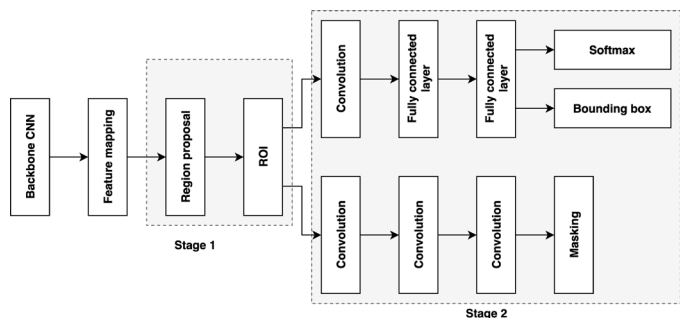 Backbone CNN
Feature mapping
Region proposal
ROI
Stage 1
Convolution
Fully connected
layer
Fully connected
layer
Softmax
Bounding box
Convolution
Convolution
Convolution
Masking
Stage 2